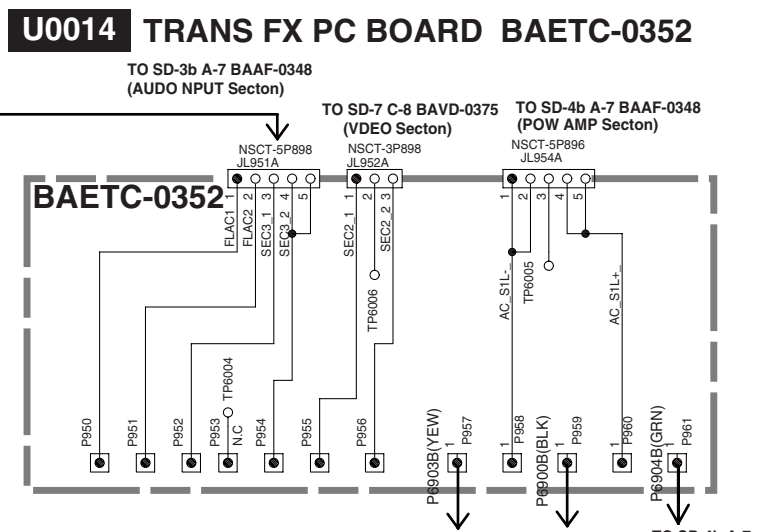 U0014 TRANS FX PC BOARD BAETC-0352
TO SD-3b A-7 BAAF-0348
(AUDO NPUT Secton)
TO SD-7 C-8 BAVD-0375
(VDEO Secton)
TO SD-4b A-7 BAAF-0348
(POW AMP Secton)
NSCT-5P898
JL951A
NSCT-3P898
JL952A
NSCT-5P896
JL954A
BAETC-0352
1 2 3 4 5
1 2 3
1 2 3 4 5
FLAC1
FLAC2
SEC3_1
SEC3_2
SEC2_1
SEC2_2
TP6006
AC_S1L-_
TP6005
AC_S1L+_
TP6004
N.C
P950
P951
P952
P953
P954
P955
P956
P6903B(YEW)
1 P957
1 P958
P6900B(BLK)
1 P959
1 P960
P6904B(GRN)
1 P961